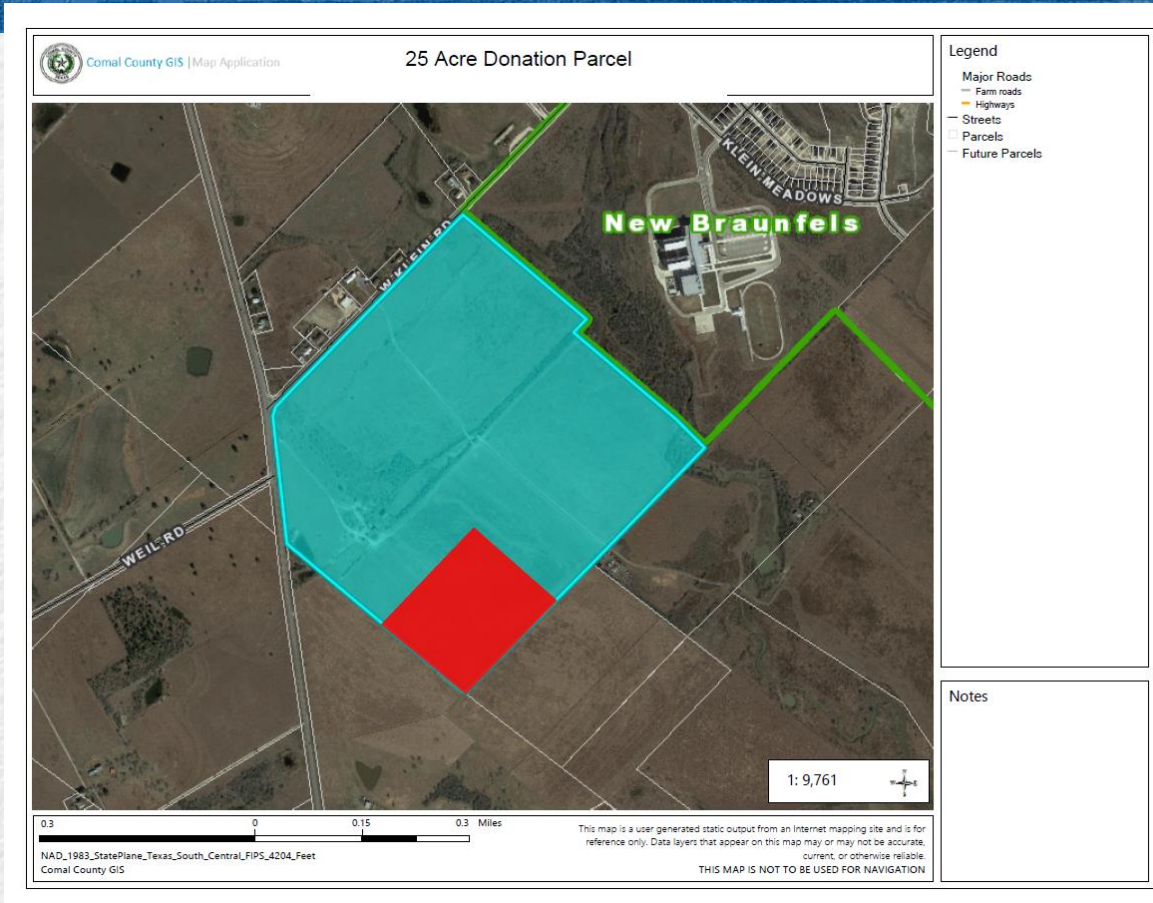 Comal County GIS | Map Application
25 Acre Donation Parcel
KLEIN MEADOWS
New Braunfels
W KLEIN RD
WEIL RD
1: 9,761
0.3 0 0.15 0.3 Miles
NAD_1983_StatePlane_Texas_South_Central_FIPS_4204_Feet
Comal County GIS
This map is a user generated static output from an Internet mapping site and is for
reference only. Data layers that appear on this map may or may not be accurate,
current, or otherwise reliable.
THIS MAP IS NOT TO BE USED FOR NAVIGATION
Legend
Major Roads
Farm roads
Highways
Streets
Parcels
Future Parcels
Notes